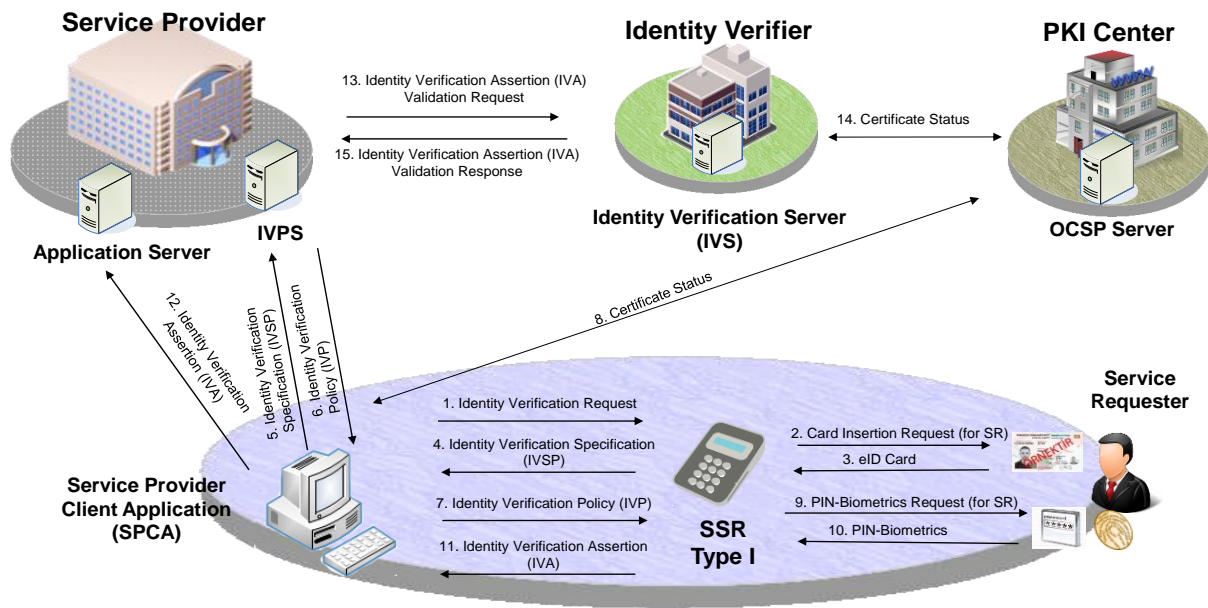 Service Provider
Identity Verifier
PKI Center
WWW
13. Identity Verification Assertion (IVA)
Validation Request
14. Certificate Status
15. Identity Verification Assertion (IVA)
Validation Response
Identity Verification Server
(IVS)
OCSP Server
IVPS
Application Server
12. Identity Verification
Assertion (IVA)
5. Identity Verification
Specification (IVSP)
6. Identity Verification
Policy (IVP)
8. Certificate Status
Service
Requester
1. Identity Verification Request
2. Card Insertion Request (for SR)
4. Identity Verification Specification
(IVSP)
3. eID Card
ÖRNEKTİR
Service Provider
Client Application
(SPCA)
7. Identity Verification Policy (IVP)
SSR
Type I
9. PIN-Biometrics Request (for SR)
10. PIN-Biometrics
*****
11. Identity Verification Assertion
(IVA)